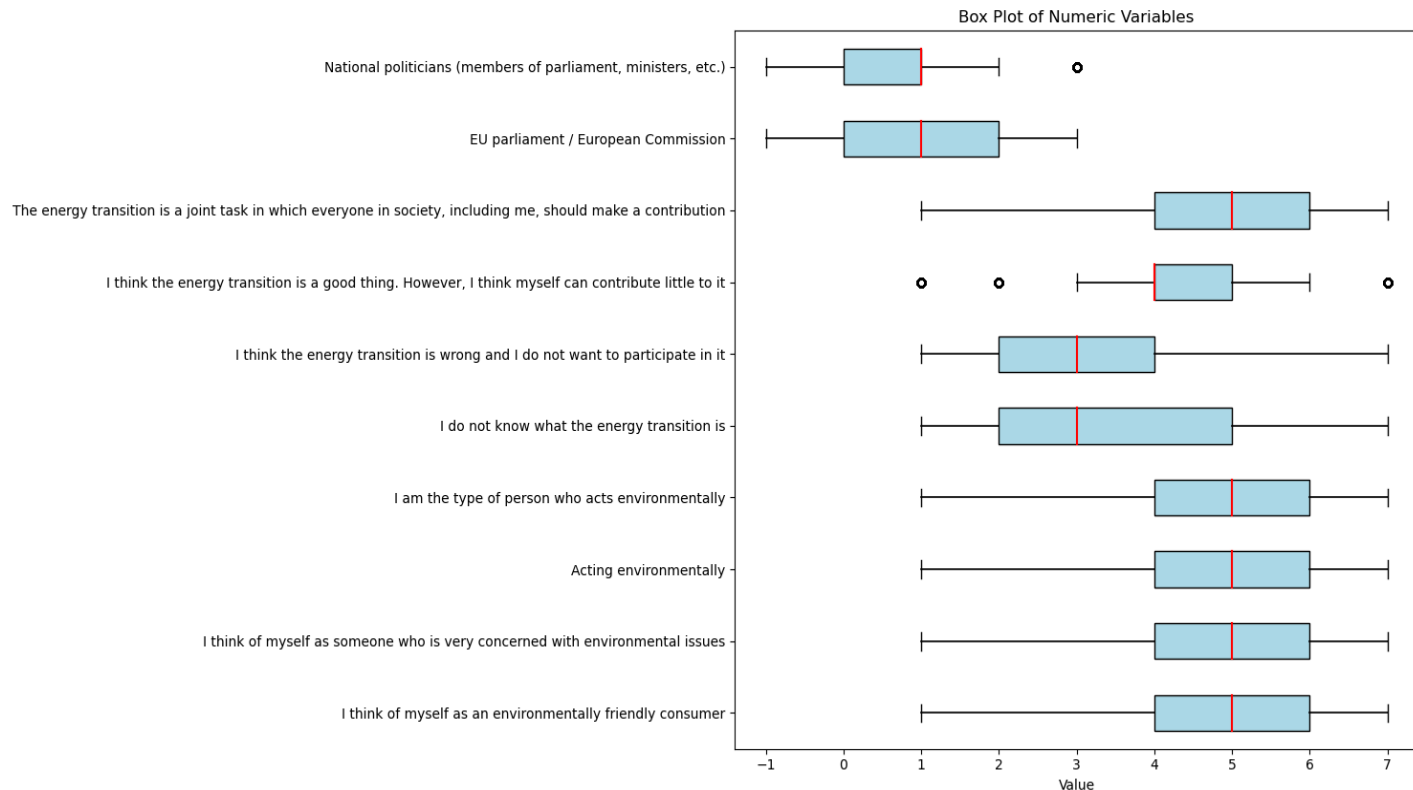 Box Plot of Numeric Variables
National politicians (members of parliament, ministers, etc.)
EU parliament / European Commission
The energy transition is a joint task in which everyone in society, including me, should make a contribution
I think the energy transition is a good thing. However, I think myself can contribute little to it
I think the energy transition is wrong and I do not want to participate in it
I do not know what the energy transition is
I am the type of person who acts environmentally
Acting environmentally
I think of myself as someone who is very concerned with environmental issues
I think of myself as an environmentally friendly consumer
−1 0 1 2 3 4 5 6 7
Value